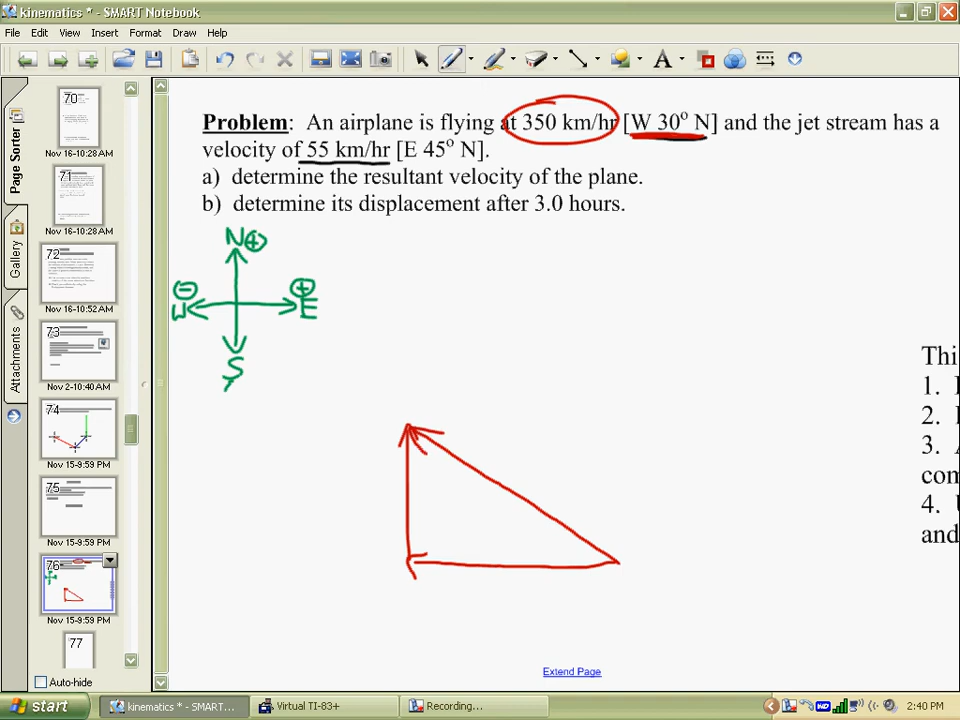 kinematics * - SMART Notebook
File Edit View Insert Format Draw Help
Page Sorter
Gallery
Attachments
70
Nov 16-10:28 AM
71
Nov 16-10:28 AM
72
Nov 16-10:52 AM
73
Nov 2-10:40 AM
74
Nov 15-9:59 PM
75
Nov 15-9:59 PM
76
Nov 15-9:59 PM
77
Auto-hide
Problem: An airplane is flying at 350 km/hr [W 30° N] and the jet stream has a
velocity of 55 km/hr [E 45° N].
a) determine the resultant velocity of the plane.
b) determine its displacement after 3.0 hours.
N +
- +
W E
S
Thi
1.
2.
3.
com
4.
and
Extend Page
start kinematics * - SMART... Virtual TI-83+ Recording... 2:40 PM